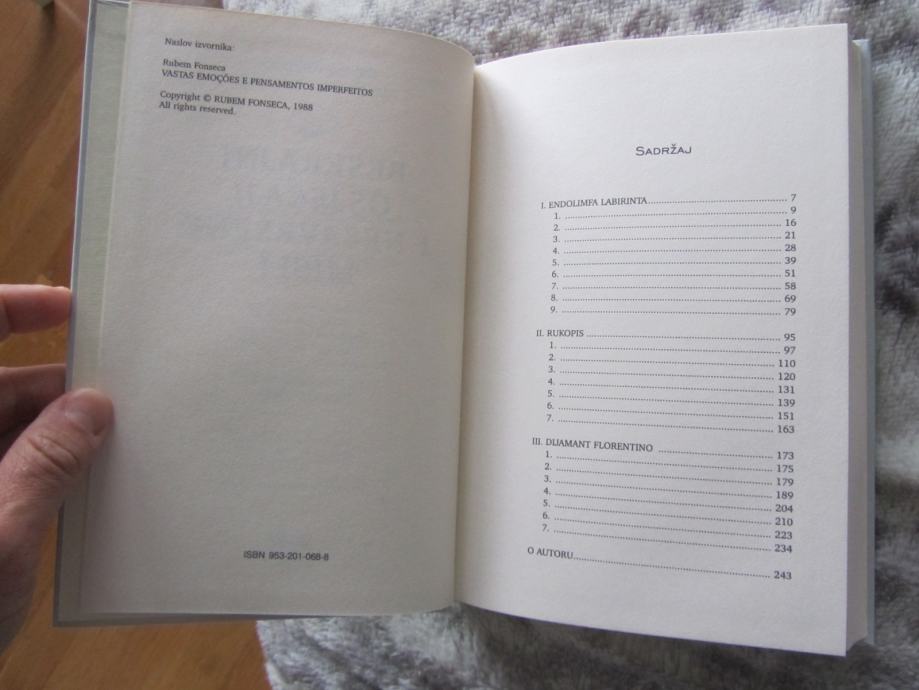 Naslov izvornika:
Rubem Fonseca
VASTAS EMOÇÕES E PENSAMENTOS IMPERFEITOS
Copyright © RUBEM FONSECA, 1988
All rights reserved.
ISBN 953-201-068-8
SADRŽAJ
I. ENDOLIMFA LABIRINTA 7
1. 9
2. 16
3. 21
4. 28
5. 39
6. 51
7. 58
8. 69
9. 79
II. RUKOPIS 95
1. 97
2. 110
3. 120
4. 131
5. 139
6. 151
7. 163
III. DIJAMANT FLORENTINO 173
1. 175
2. 179
3. 189
4. 204
5. 210
6. 223
7. 234
O AUTORU 243